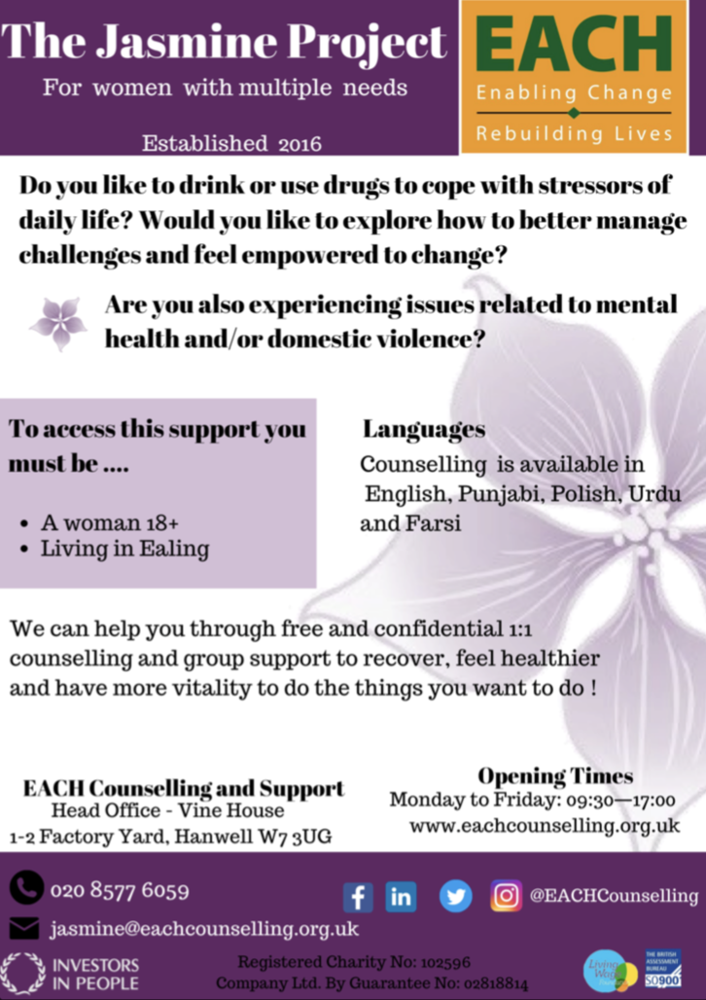 The Jasmine Project
For women with multiple needs
Established 2016
EACH
Enabling Change
Rebuilding Lives
Do you like to drink or use drugs to cope with stressors of
daily life? Would you like to explore how to better manage
challenges and feel empowered to change?
Are you also experiencing issues related to mental
health and/or domestic violence?
To access this support you
must be ....
• A woman 18+
• Living in Ealing
Languages
Counselling is available in
English, Punjabi, Polish, Urdu
and Farsi
We can help you through free and confidential 1:1
counselling and group support to recover, feel healthier
and have more vitality to do the things you want to do !
EACH Counselling and Support
Head Office - Vine House
1-2 Factory Yard, Hanwell W7 3UG
Opening Times
Monday to Friday: 09:30—17:00
www.eachcounselling.org.uk
020 8577 6059
jasmine@eachcounselling.org.uk
f in @EACHCounselling
INVESTORS
IN PEOPLE
Registered Charity No: 102596
Company Ltd. By Guarantee No: 02818814
Living
Wage
THE BRITISH
ASSESSMENT
BUREAU